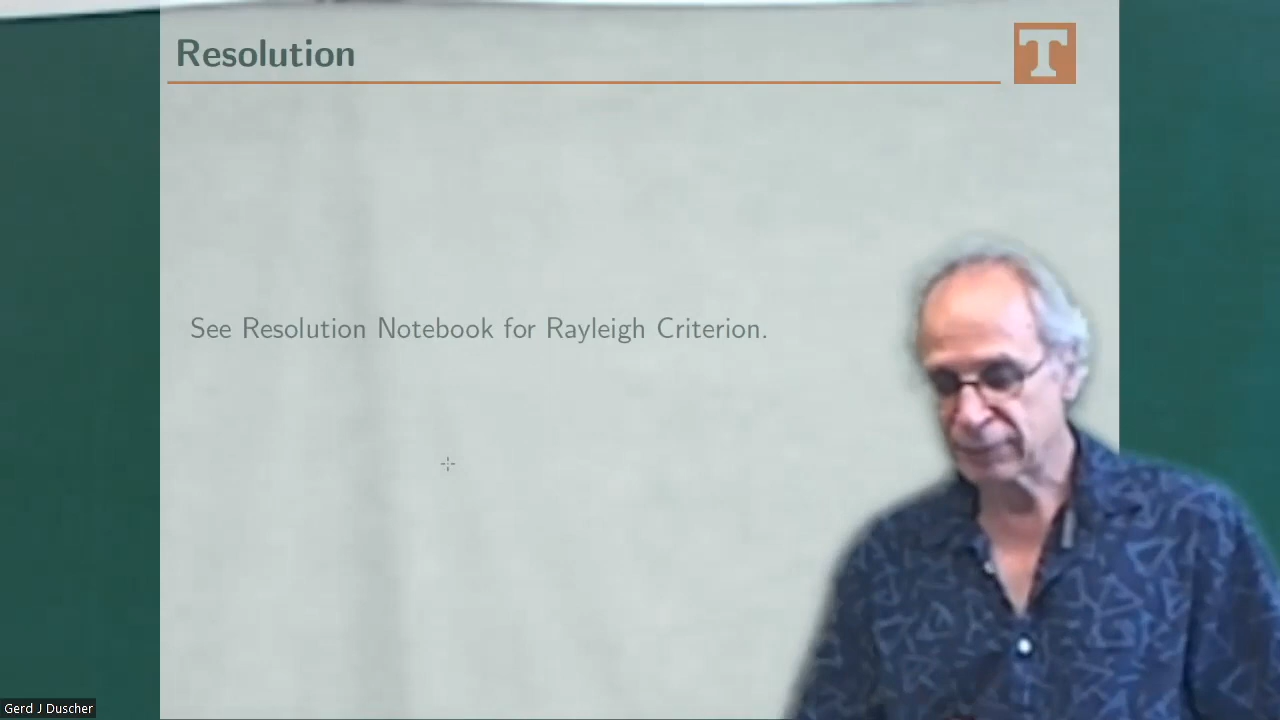 Resolution
T
See Resolution Notebook for Rayleigh Criterion.
Gerd J Duscher